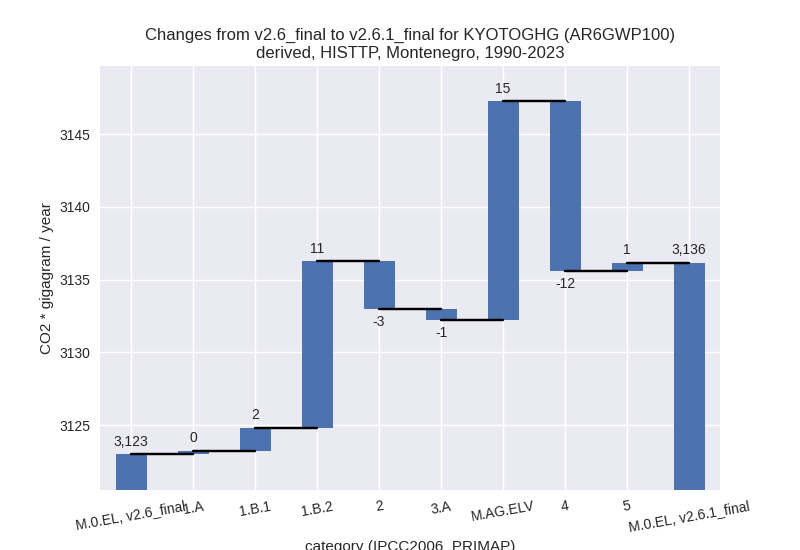 Changes from v2.6_final to v2.6.1_final for KYOTOGHG (AR6GWP100)
derived, HISTTP, Montenegro, 1990-2023
CO2 * gigagram / year
3145
3140
3135
3130
3125
3,123
0
2
11
-3
-1
15
-12
1
3,136
M.0.EL, v2.6_final
1.A
1.B.1
1.B.2
2
3.A
M.AG.ELV
4
5
M.0.EL, v2.6.1_final
category (IPCC2006_PRIMAP)